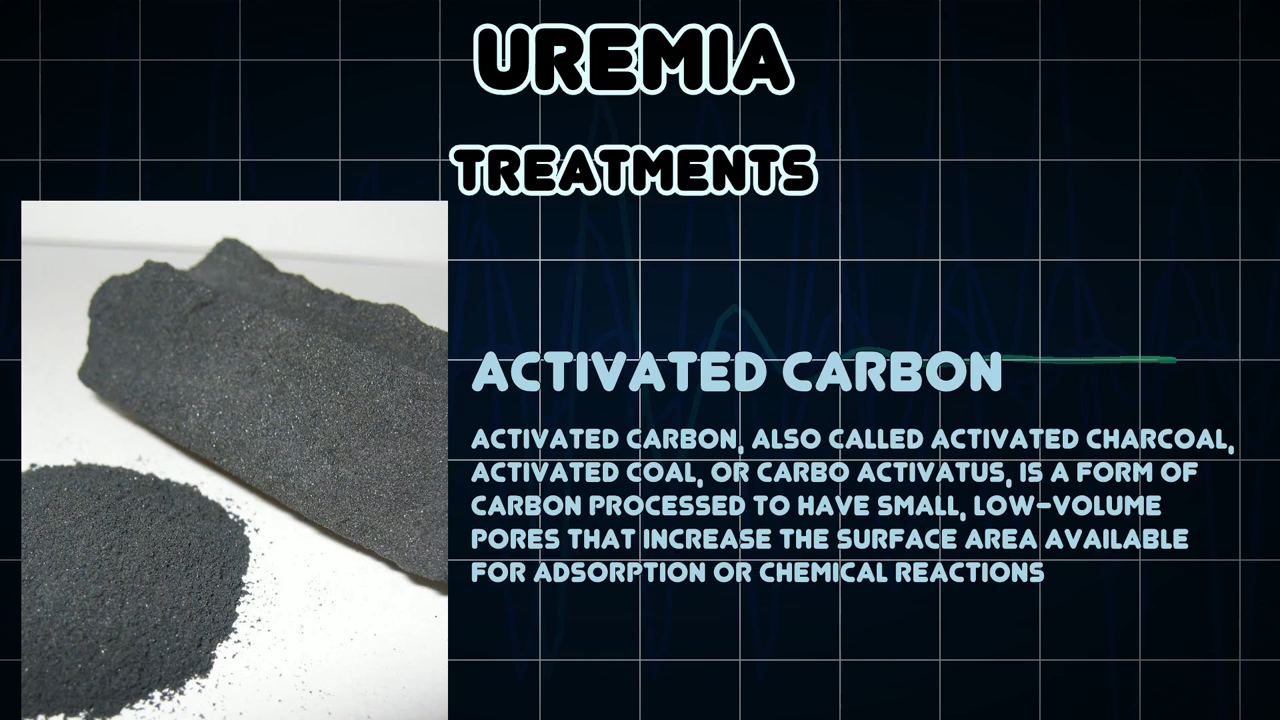 UREMIA
TREATMENTS
ACTIVATED CARBON
ACTIVATED CARBON, ALSO CALLED ACTIVATED CHARCOAL,
ACTIVATED COAL, OR CARBO ACTIVATUS, IS A FORM OF
CARBON PROCESSED TO HAVE SMALL, LOW-VOLUME
PORES THAT INCREASE THE SURFACE AREA AVAILABLE
FOR ADSORPTION OR CHEMICAL REACTIONS